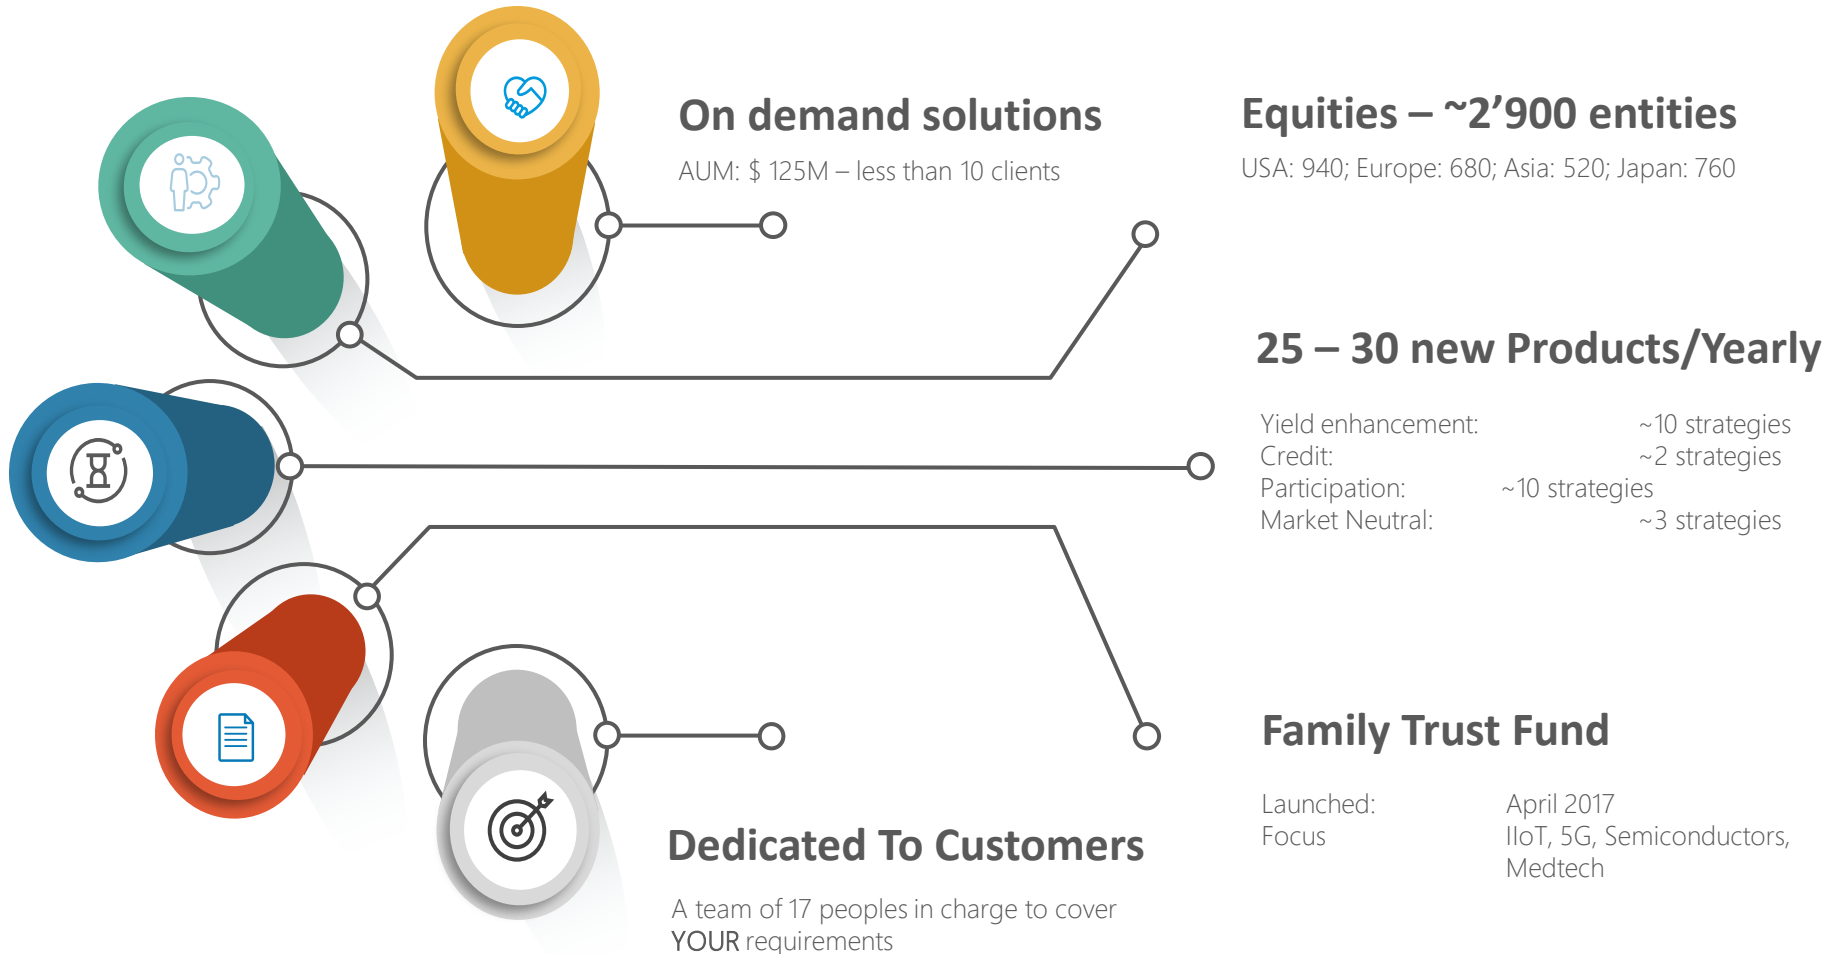 On demand solutions
AUM: $ 125M – less than 10 clients
Equities – ~2’900 entities
USA: 940; Europe: 680; Asia: 520; Japan: 760
25 – 30 new Products/Yearly
Yield enhancement: ~10 strategies
Credit: ~2 strategies
Participation: ~10 strategies
Market Neutral: ~3 strategies
Family Trust Fund
Launched: April 2017
Focus IIoT, 5G, Semiconductors,
Medtech
Dedicated To Customers
A team of 17 peoples in charge to cover
YOUR requirements